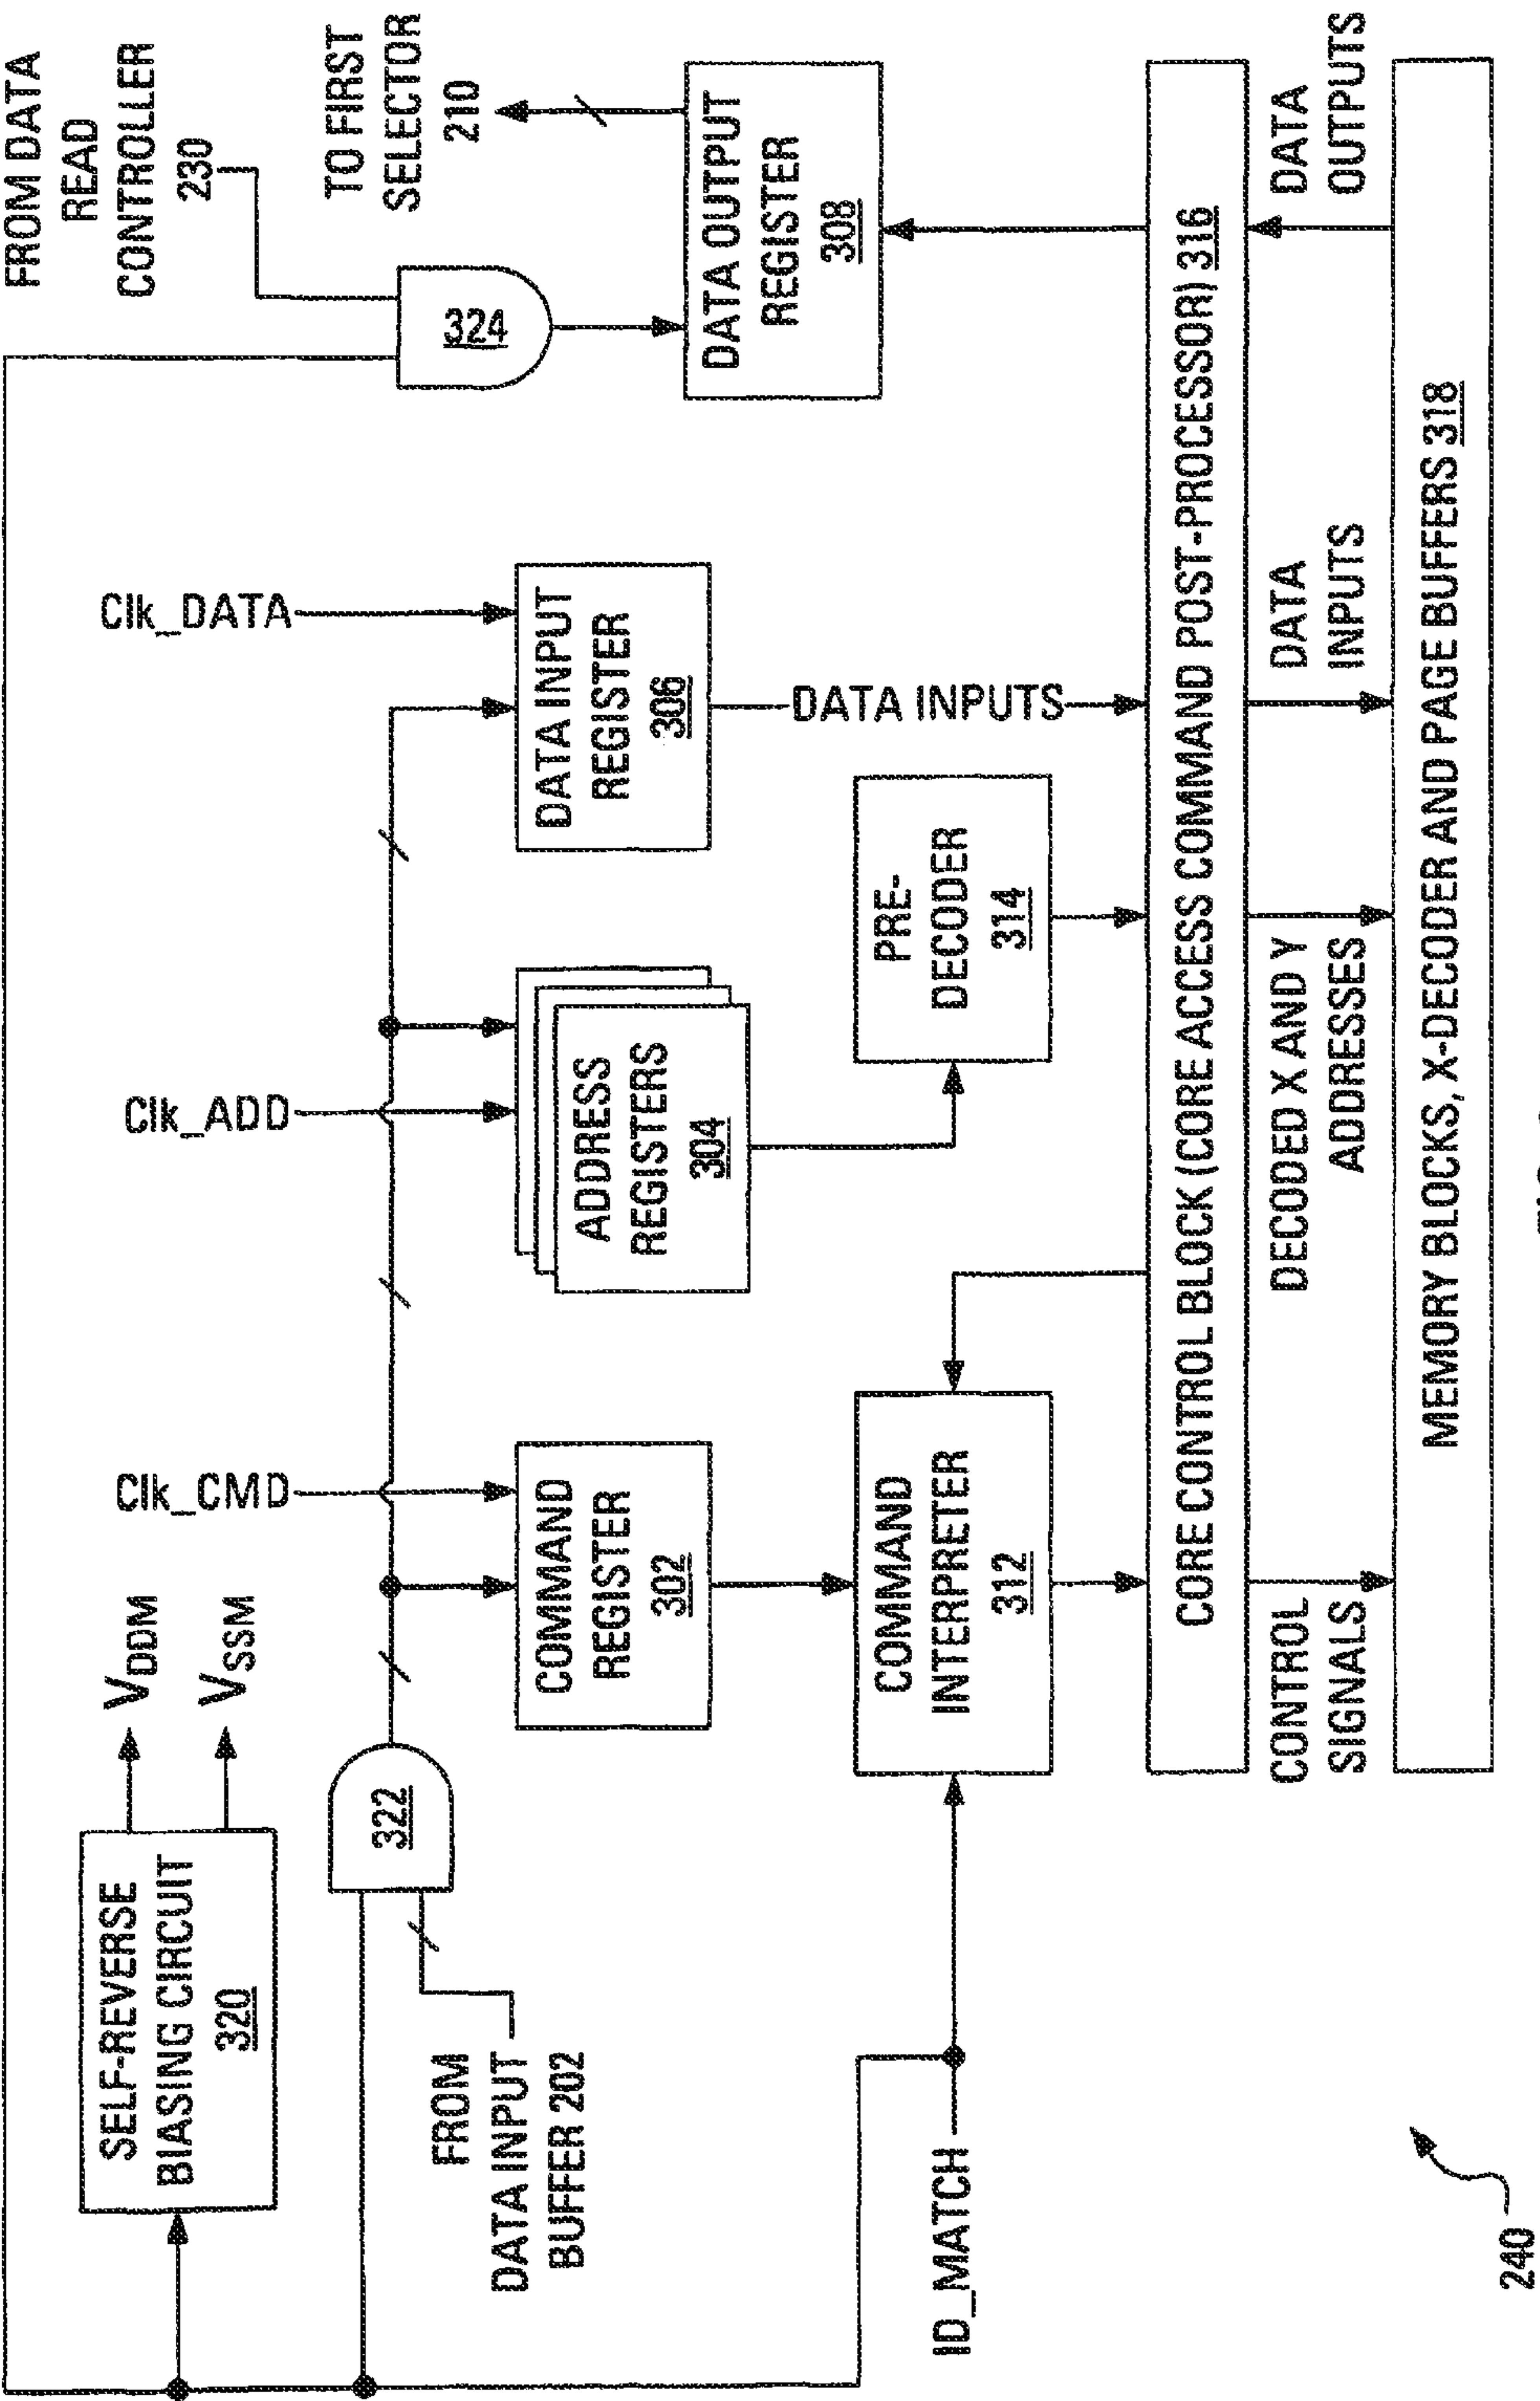 FROM DATA
READ
CONTROLLER
230
TO FIRST
SELECTOR
210
324
DATA OUTPUT
REGISTER
308
Clk_DATA
DATA INPUT
REGISTER
306
DATA INPUTS
Clk_ADD
ADDRESS
REGISTERS
304
PRE-
DECODER
314
Clk_CMD
COMMAND
REGISTER
302
COMMAND
INTERPRETER
312
VDDM
VSSM
SELF-REVERSE
BIASING CIRCUIT
320
322
FROM
DATA INPUT
BUFFER 202
ID_MATCH
CORE CONTROL BLOCK (CORE ACCESS COMMAND POST-PROCESSOR) 316
CONTROL
SIGNALS
DECODED X AND Y
ADDRESSES
DATA
INPUTS
DATA
OUTPUTS
MEMORY BLOCKS, X-DECODER AND PAGE BUFFERS 318
240